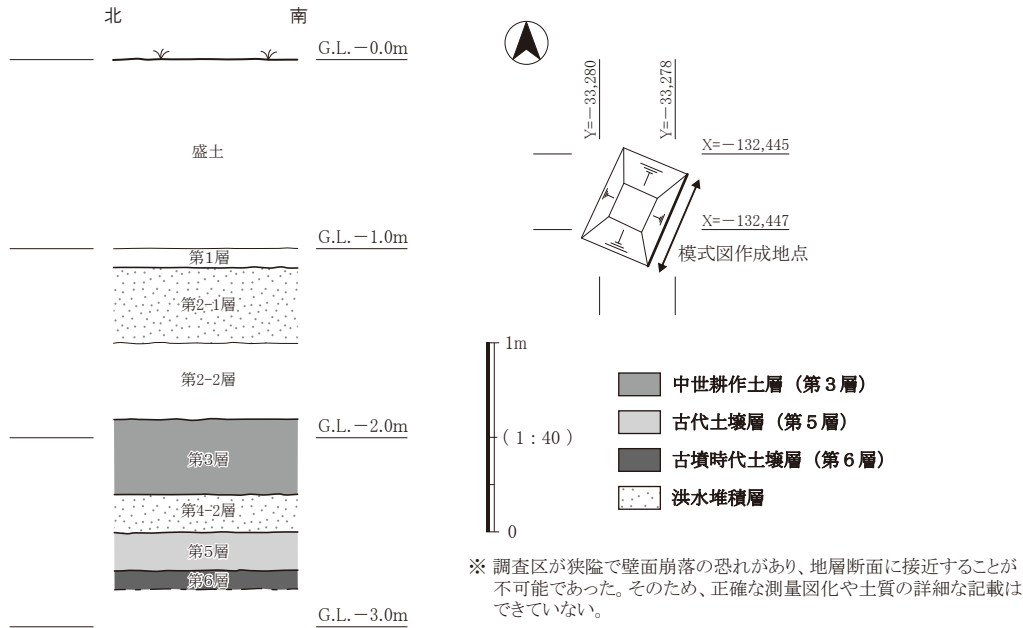 北 南
G.L.－0.0m
盛土
G.L.－1.0m
第1層
第2-1層
第2-2層
G.L.－2.0m
第3層
第4-2層
第5層
第6層
G.L.－3.0m
Y=－33,280
Y=－33,278
X=－132,445
X=－132,447
模式図作成地点
1m
( 1 : 40 )
0
中世耕作土層（第３層）
古代土壌層（第５層）
古墳時代土壌層（第６層）
洪水堆積層
※ 調査区が狭隘で壁面崩落の恐れがあり、地層断面に接近することが
不可能であった。そのため、正確な測量図化や土質の詳細な記載は
できていない。